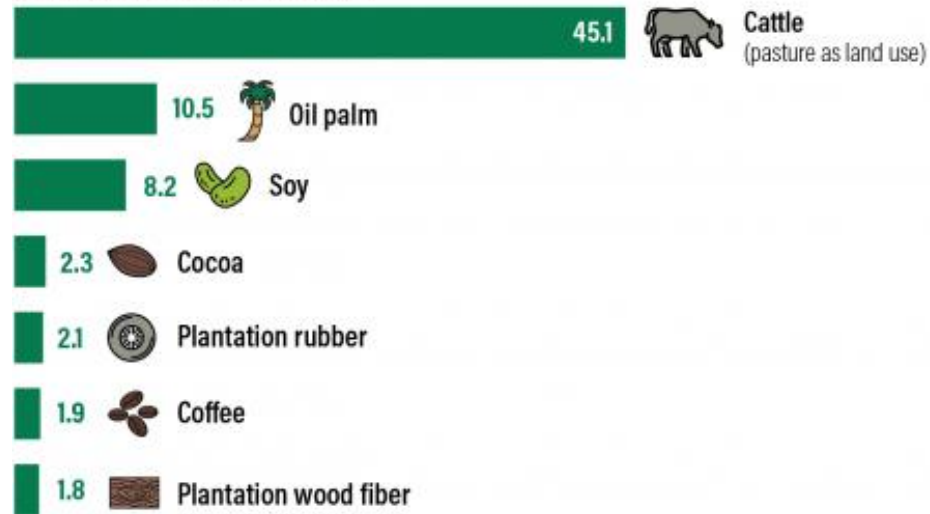 45.1 Cattle
(pasture as land use)
10.5 Oil palm
8.2 Soy
2.3 Cocoa
2.1 Plantation rubber
1.9 Coffee
1.8 Plantation wood fiber